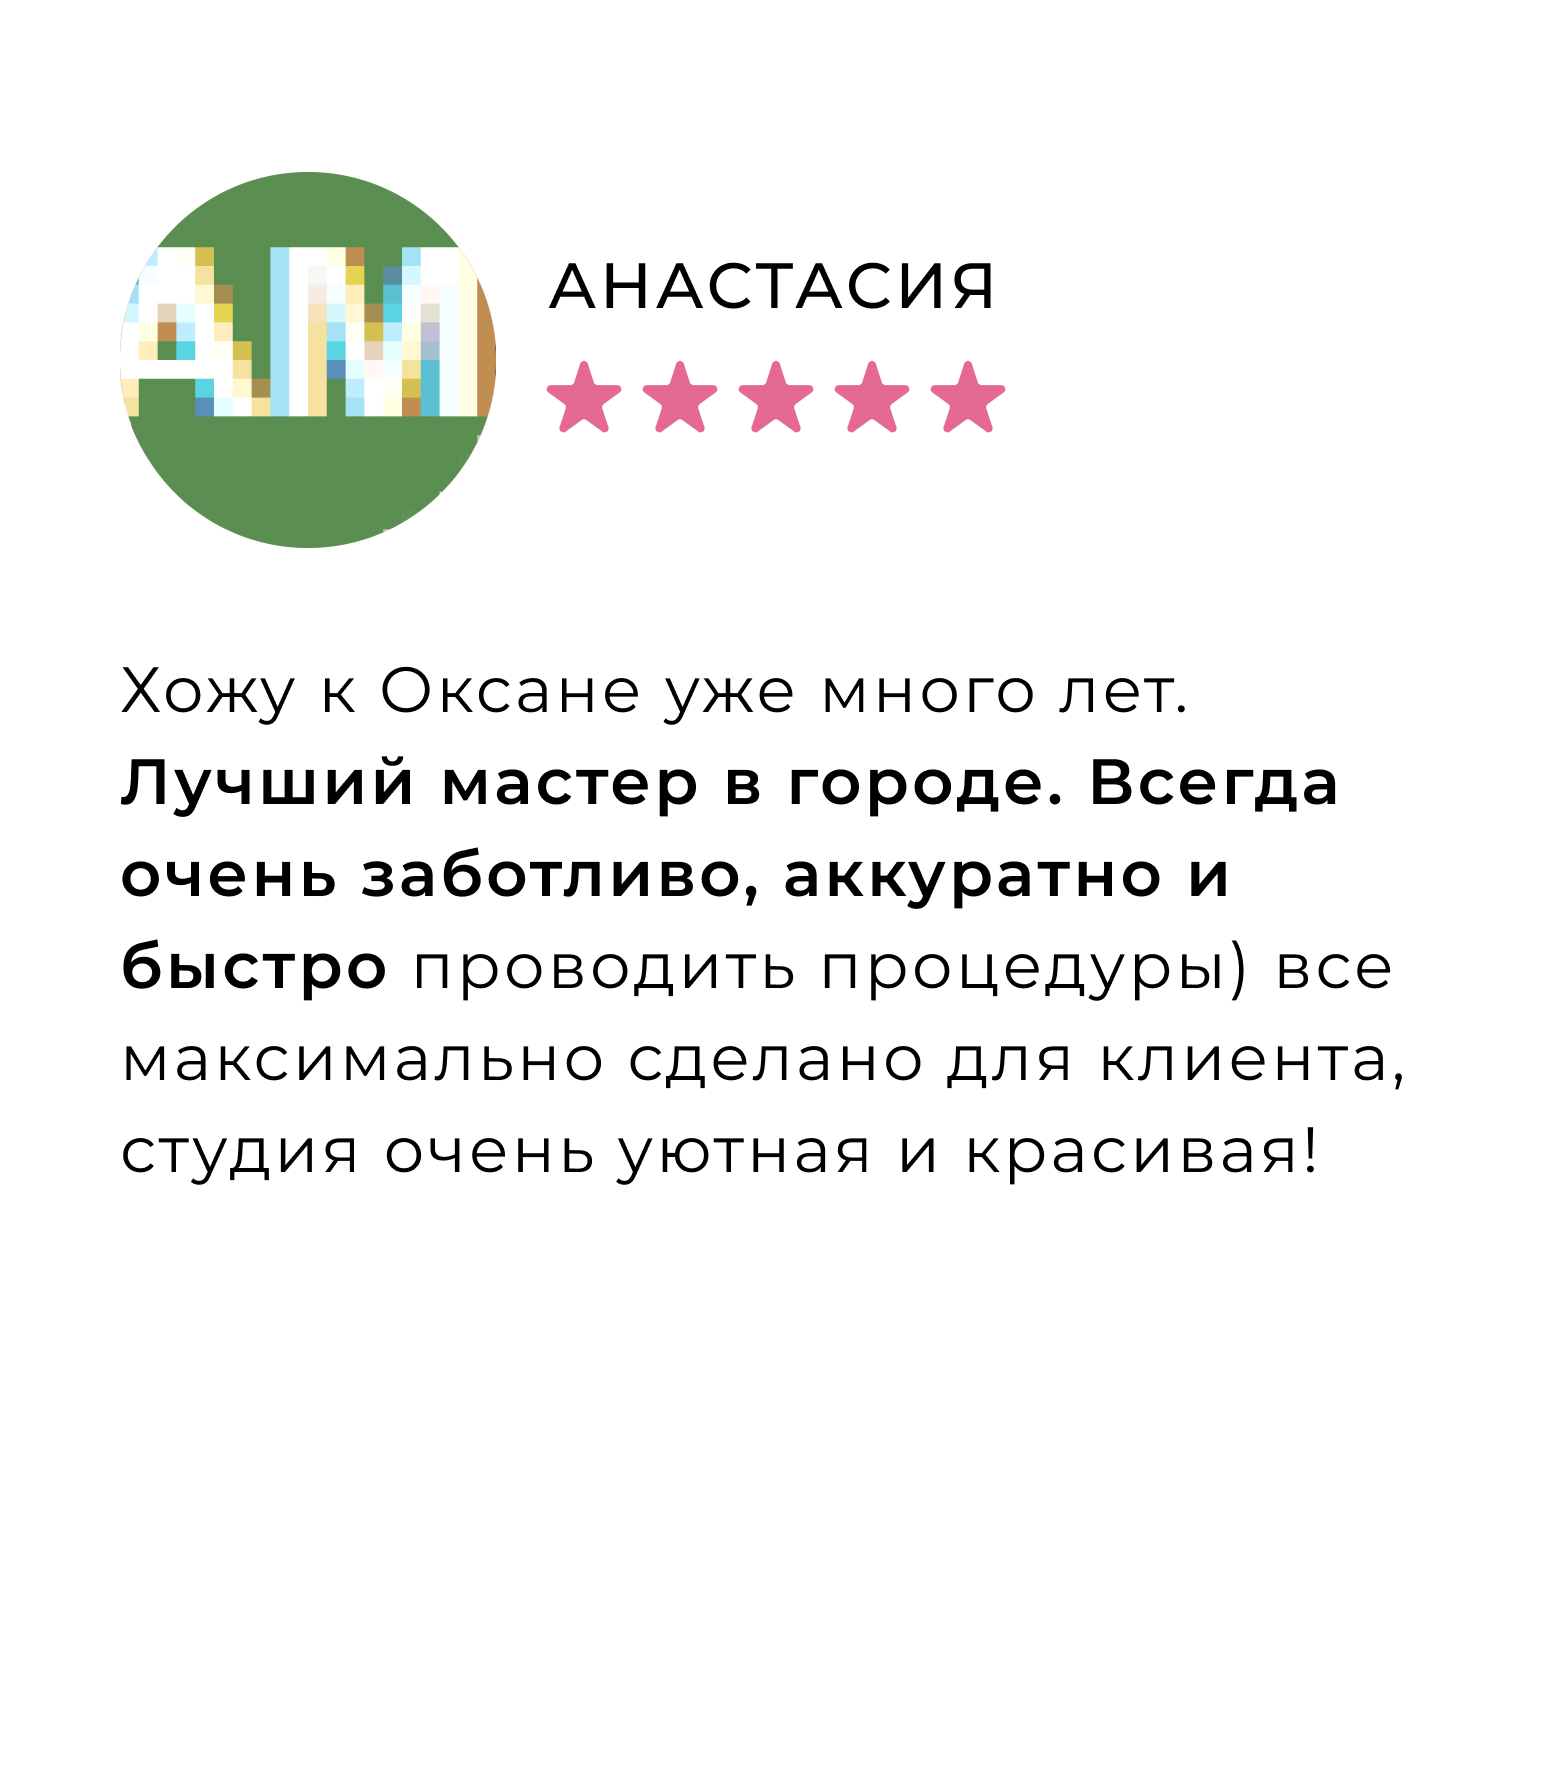 АМ
АНАСТАСИЯ
Хожу к Оксане уже много лет.
Лучший мастер в городе. Всегда
очень заботливо, аккуратно и
быстро проводить процедуры) все
максимально сделано для клиента,
студия очень уютная и красивая!